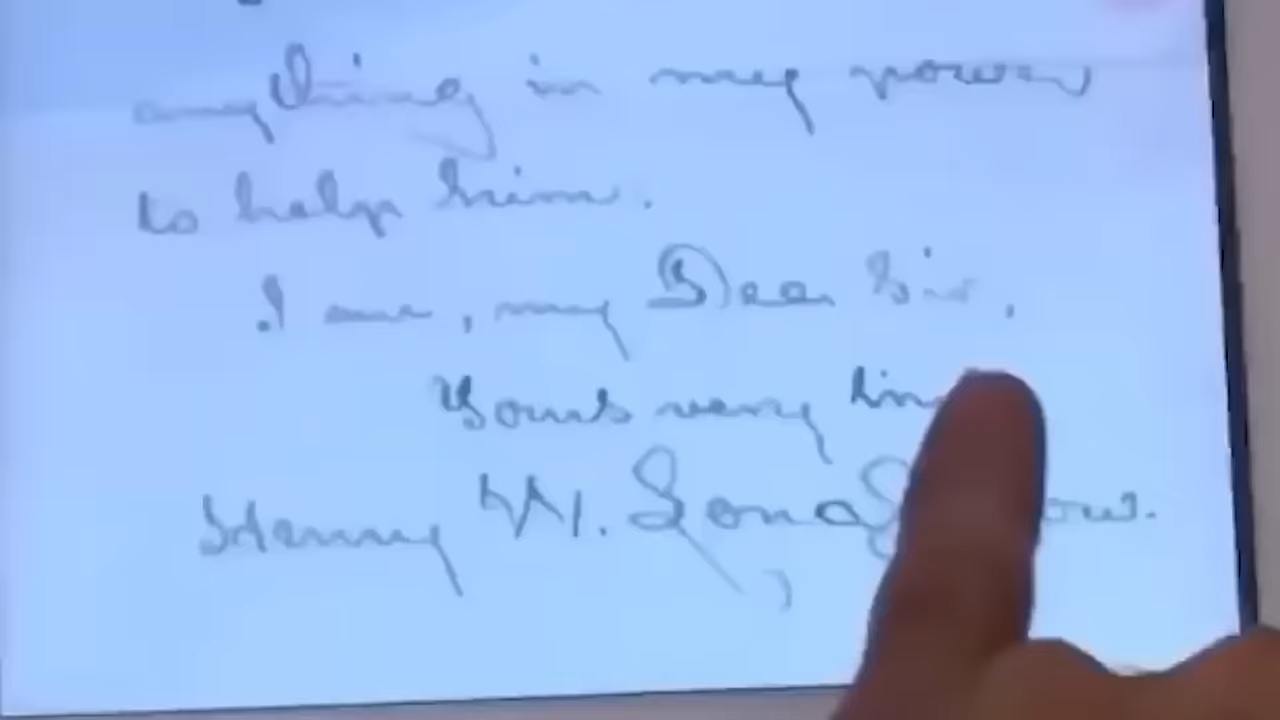 anything in my power
to help him.
I am, my Dear Sir,
Yours very
Henry W.